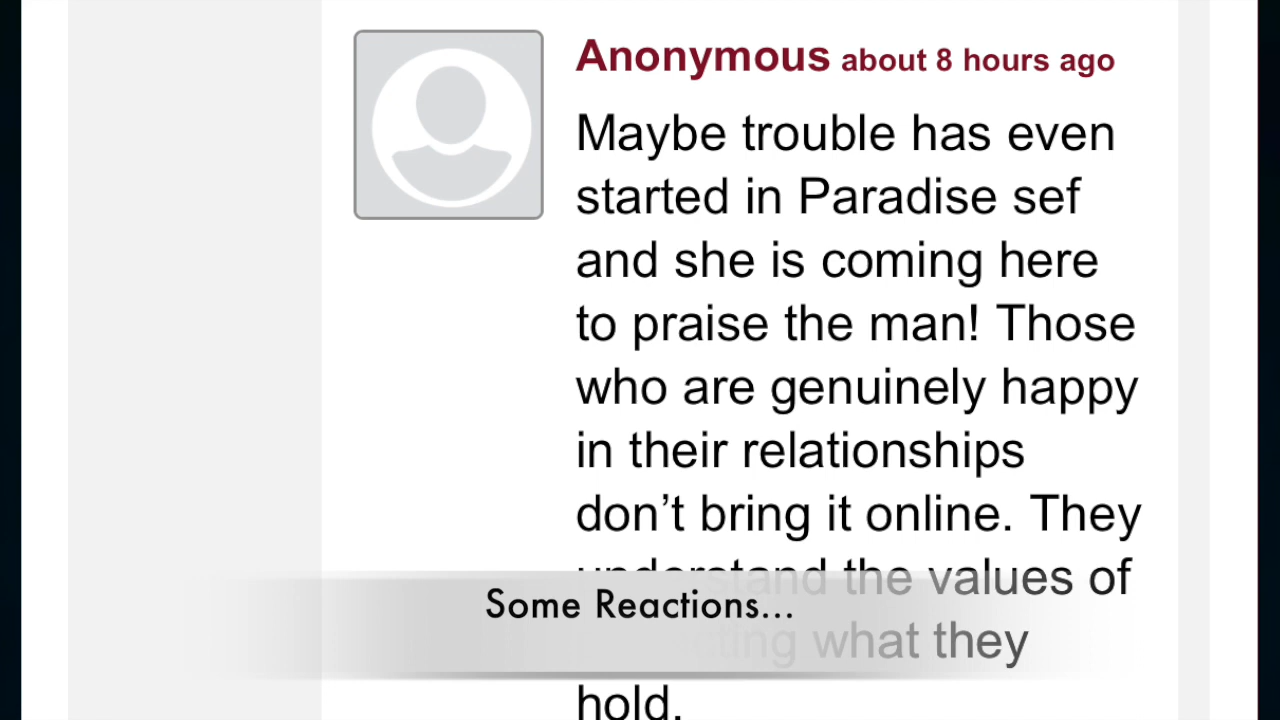 Anonymous about 8 hours ago
Maybe trouble has even
started in Paradise sef
and she is coming here
to praise the man! Those
who are genuinely happy
in their relationships
don’t bring it online. They
understand the values of
what they
hold.
Some Reactions...